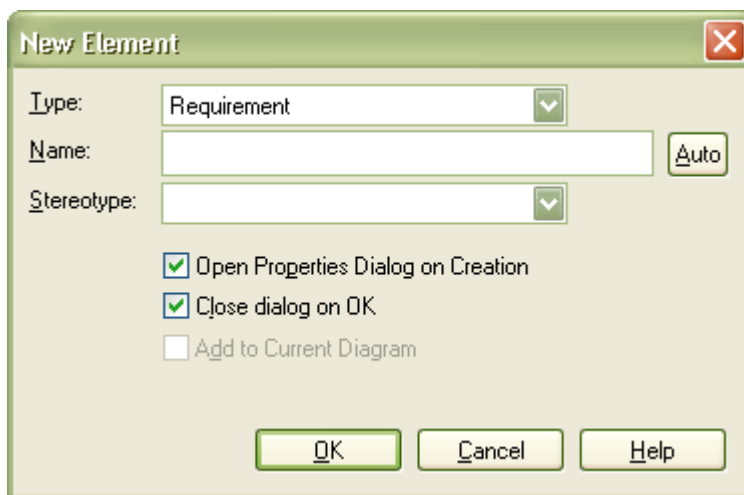 New Element
Type: Requirement
Name: Auto
Stereotype:
Open Properties Dialog on Creation
Close dialog on OK
Add to Current Diagram
OK Cancel Help